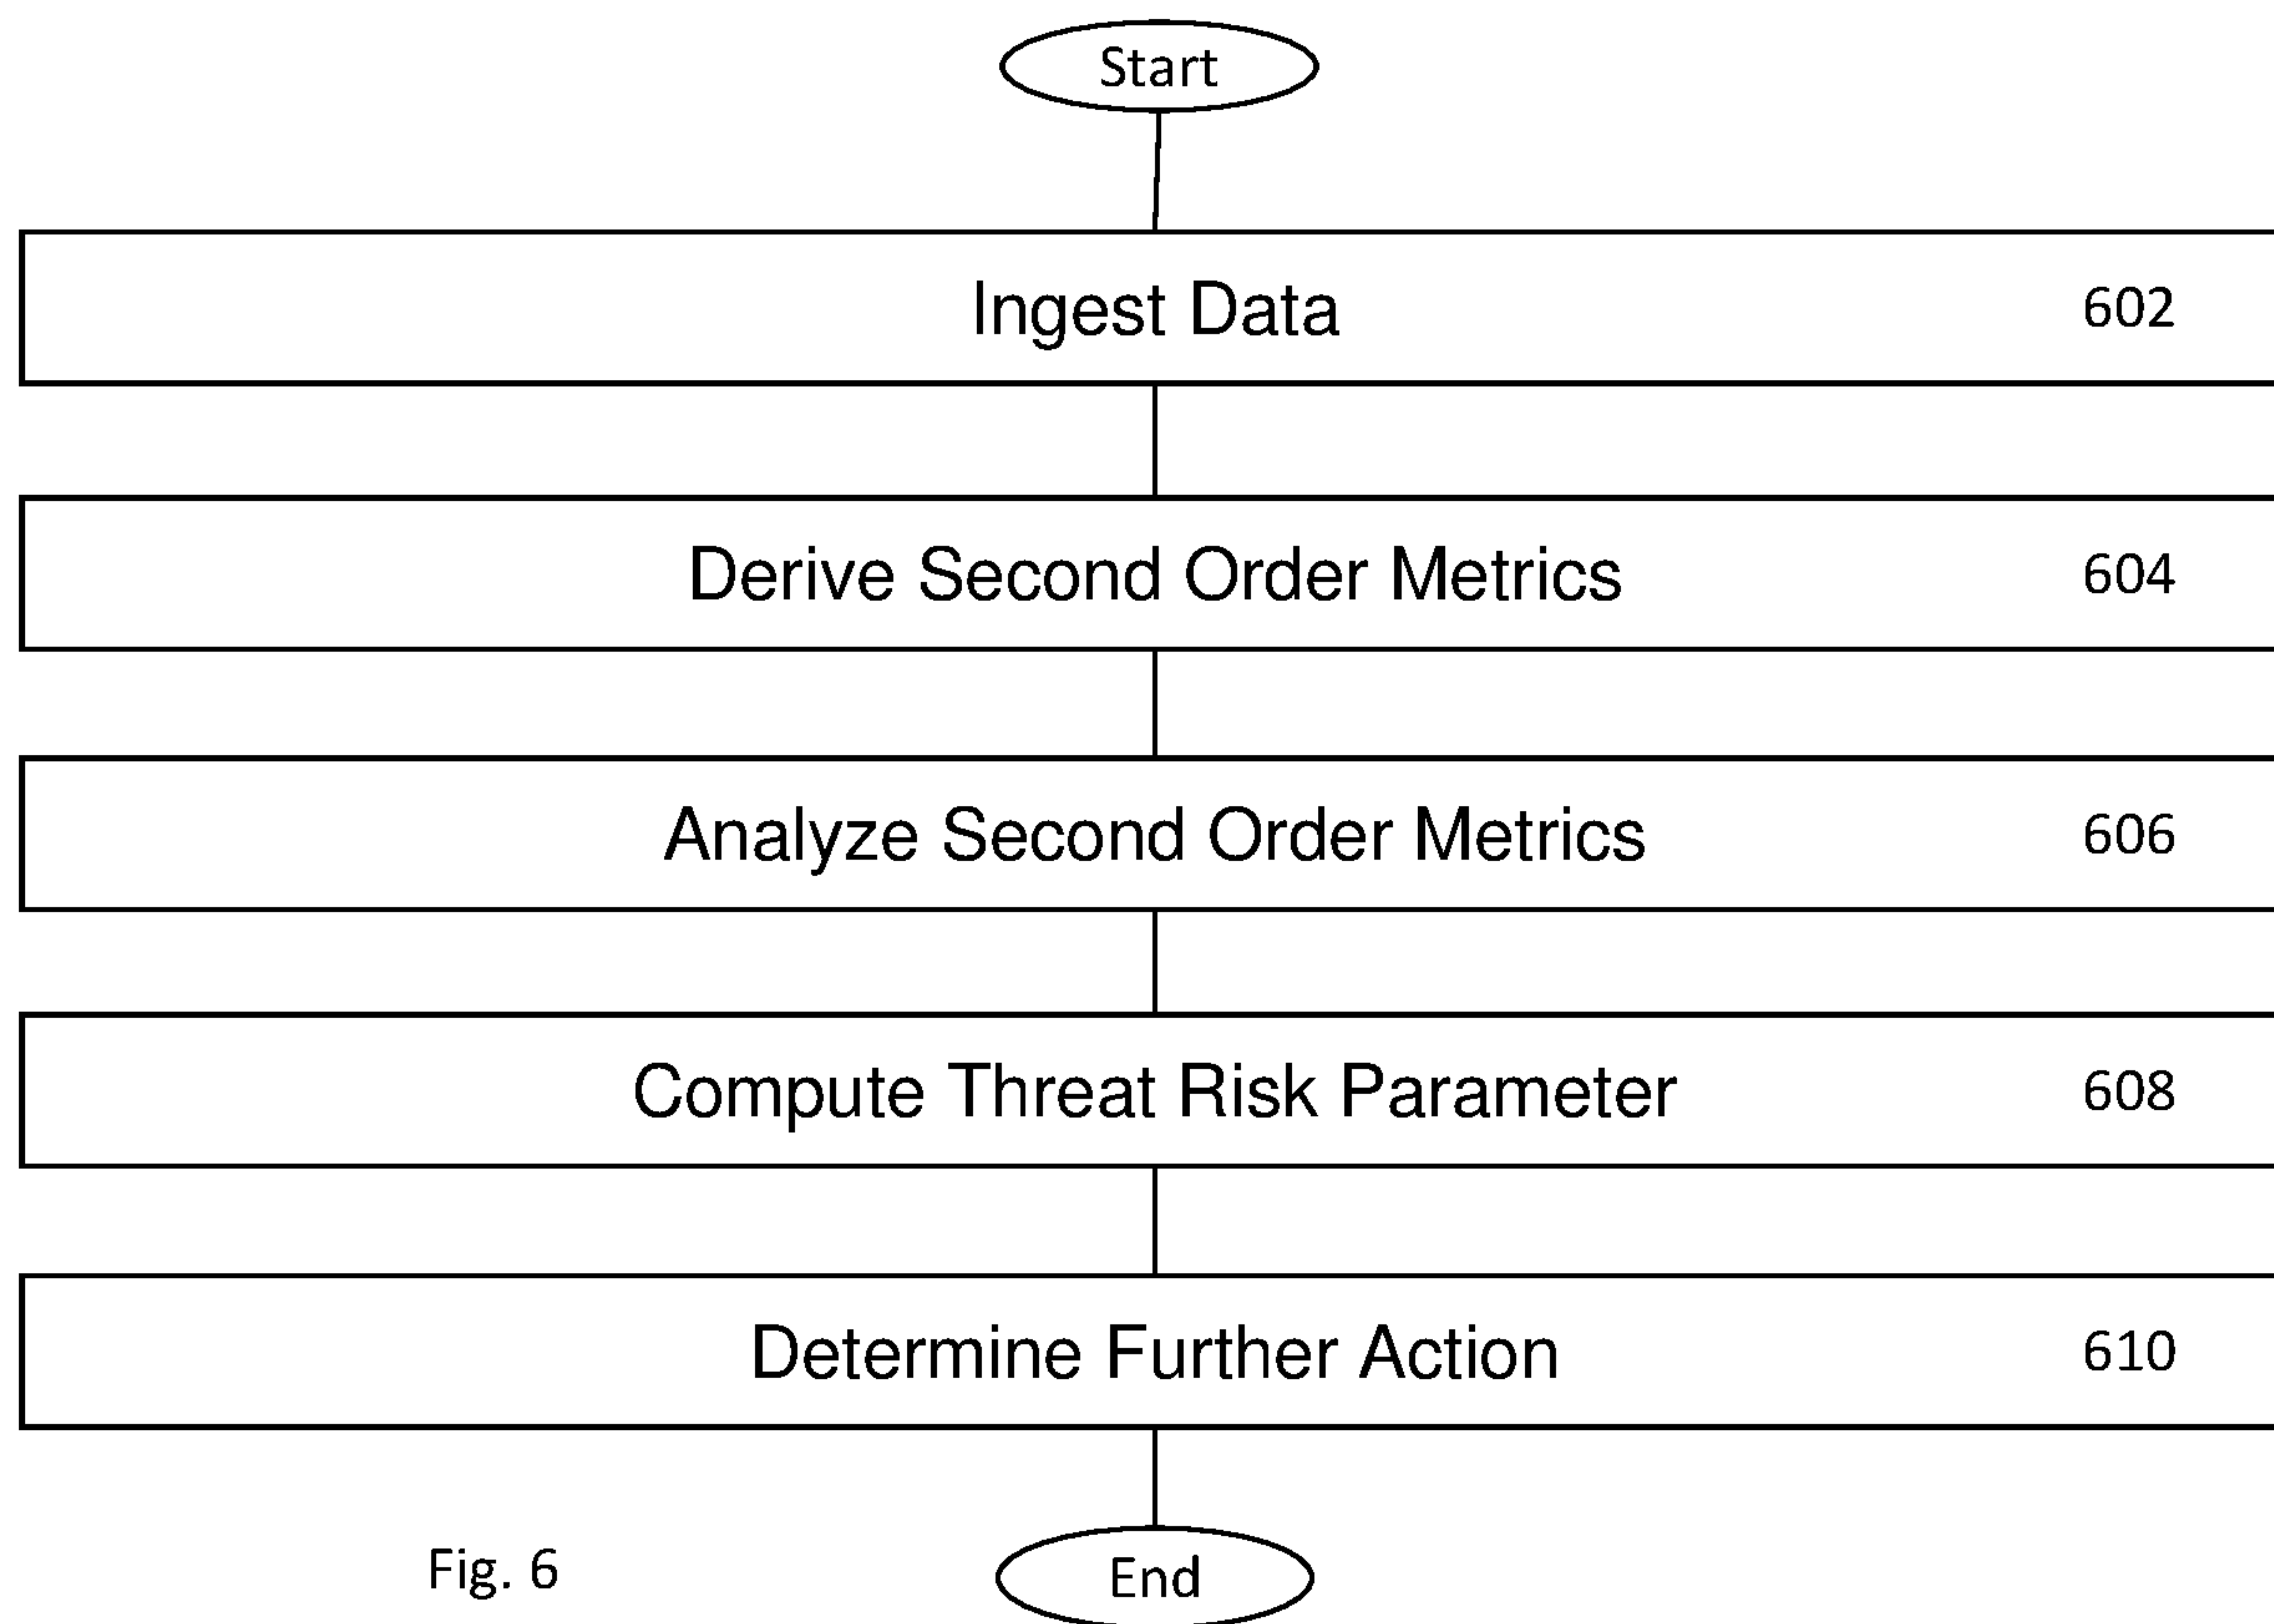 Start
Ingest Data 602
Derive Second Order Metrics 604
Analyze Second Order Metrics 606
Compute Threat Risk Parameter 608
Determine Further Action 610
Fig. 6
End